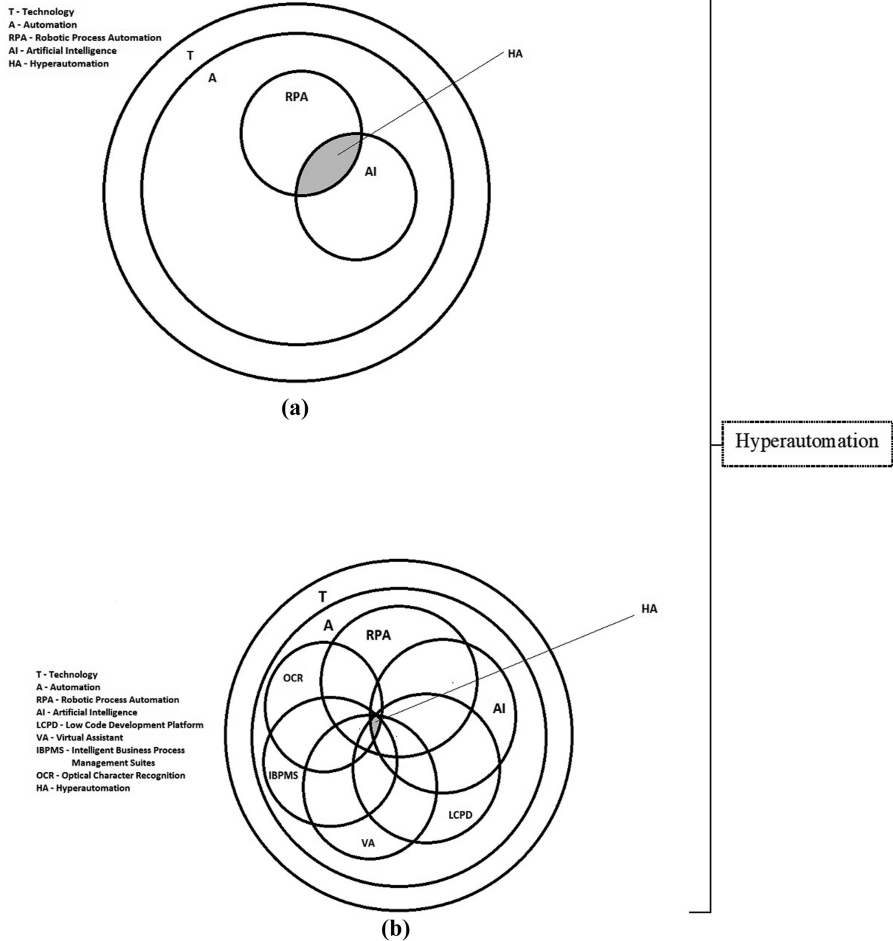 T - Technology
A - Automation
RPA - Robotic Process Automation
AI - Artificial Intelligence
HA - Hyperautomation
T
A
RPA
AI
HA
(a)
Hyperautomation
T - Technology
A - Automation
RPA - Robotic Process Automation
AI - Artificial Intelligence
LCPD - Low Code Development Platform
VA - Virtual Assistant
IBPMS - Intelligent Business Process
Management Suites
OCR - Optical Character Recognition
HA - Hyperautomation
T
A
RPA
OCR
AI
IBPMS
LCPD
VA
HA
(b)